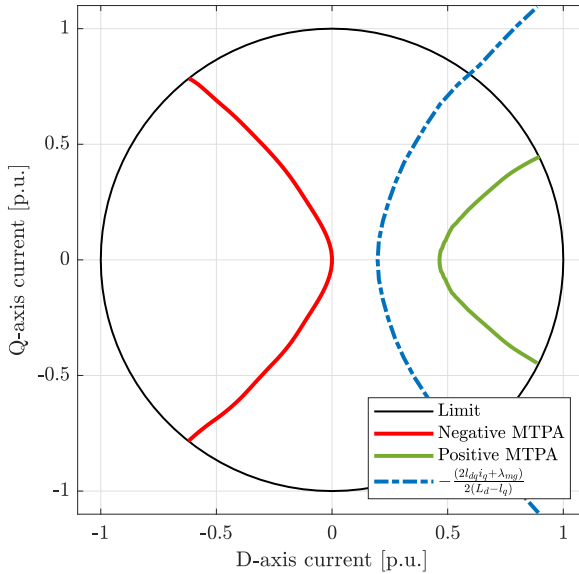 1
0.5
0
-0.5
-1
Q-axis current [p.u.]
-1
-0.5
0
0.5
1
D-axis current [p.u.]
Limit
Negative MTPA
Positive MTPA
$-\frac{(2l_{dq}i_q+\lambda_{mg})}{2(L_d-l_q)}$